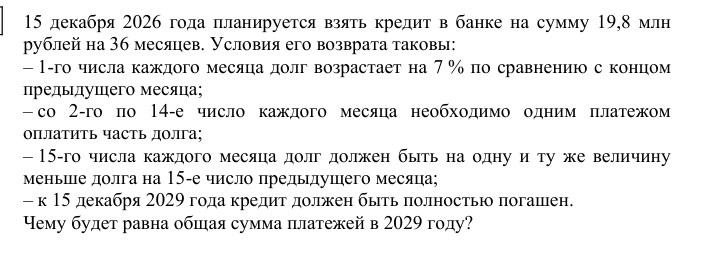 15 декабря 2026 года планируется взять кредит в банке на сумму 19,8 млн
рублей на 36 месяцев. Условия его возврата таковы:
– 1-го числа каждого месяца долг возрастает на 7 % по сравнению с концом
предыдущего месяца;
– со 2-го по 14-е число каждого месяца необходимо одним платежом
оплатить часть долга;
– 15-го числа каждого месяца долг должен быть на одну и ту же величину
меньше долга на 15-е число предыдущего месяца;
– к 15 декабря 2029 года кредит должен быть полностью погашен.
Чему будет равна общая сумма платежей в 2029 году?